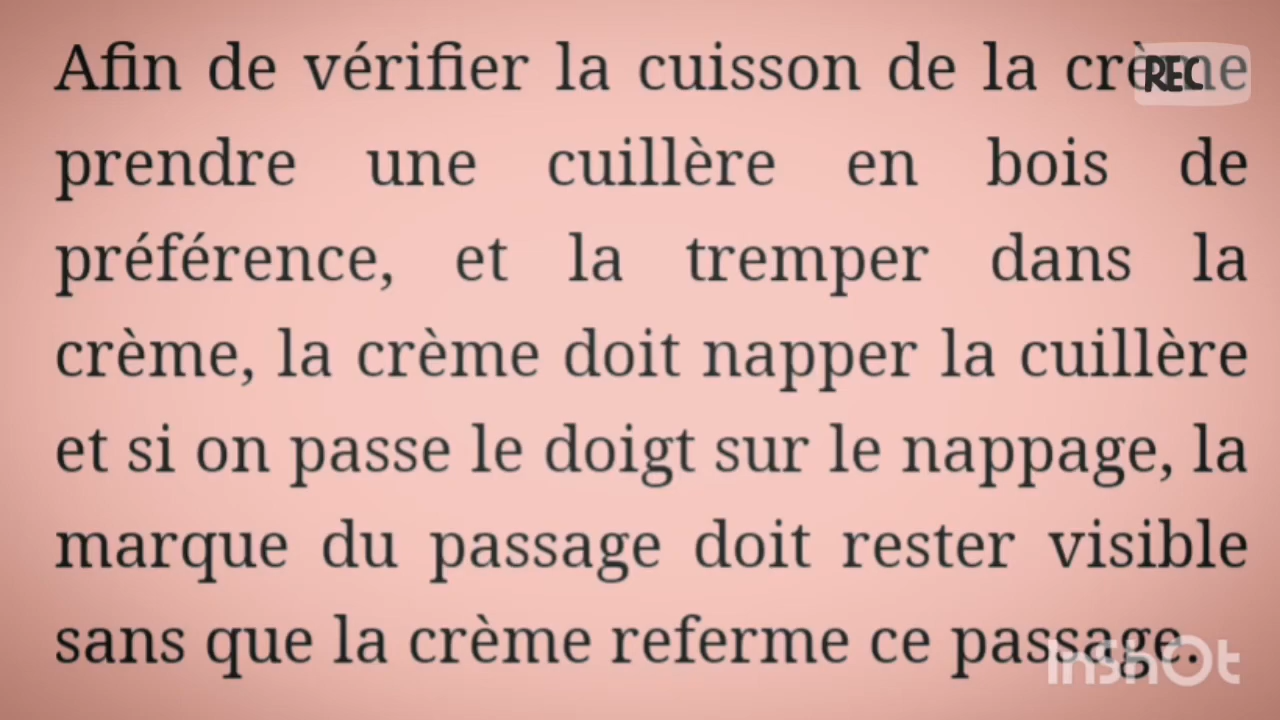 Afin de vérifier la cuisson de la crème
REC
prendre une cuillère en bois de
préférence, et la tremper dans la
crème, la crème doit napper la cuillère
et si on passe le doigt sur le nappage, la
marque du passage doit rester visible
sans que la crème referme ce passage.
InshOt